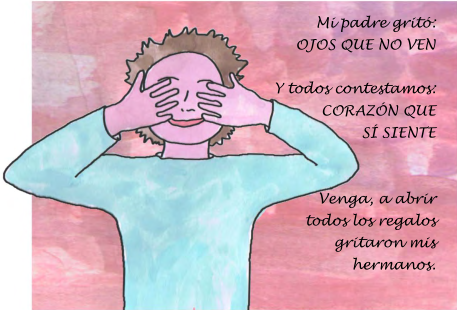 Mi padre gritó:
OJOS QUE NO VEN
Y todos contestamos:
CORAZÓN QUE
SÍ SIENTE
Venga, a abrir
todos los regalos
gritaron mis
hermanos.